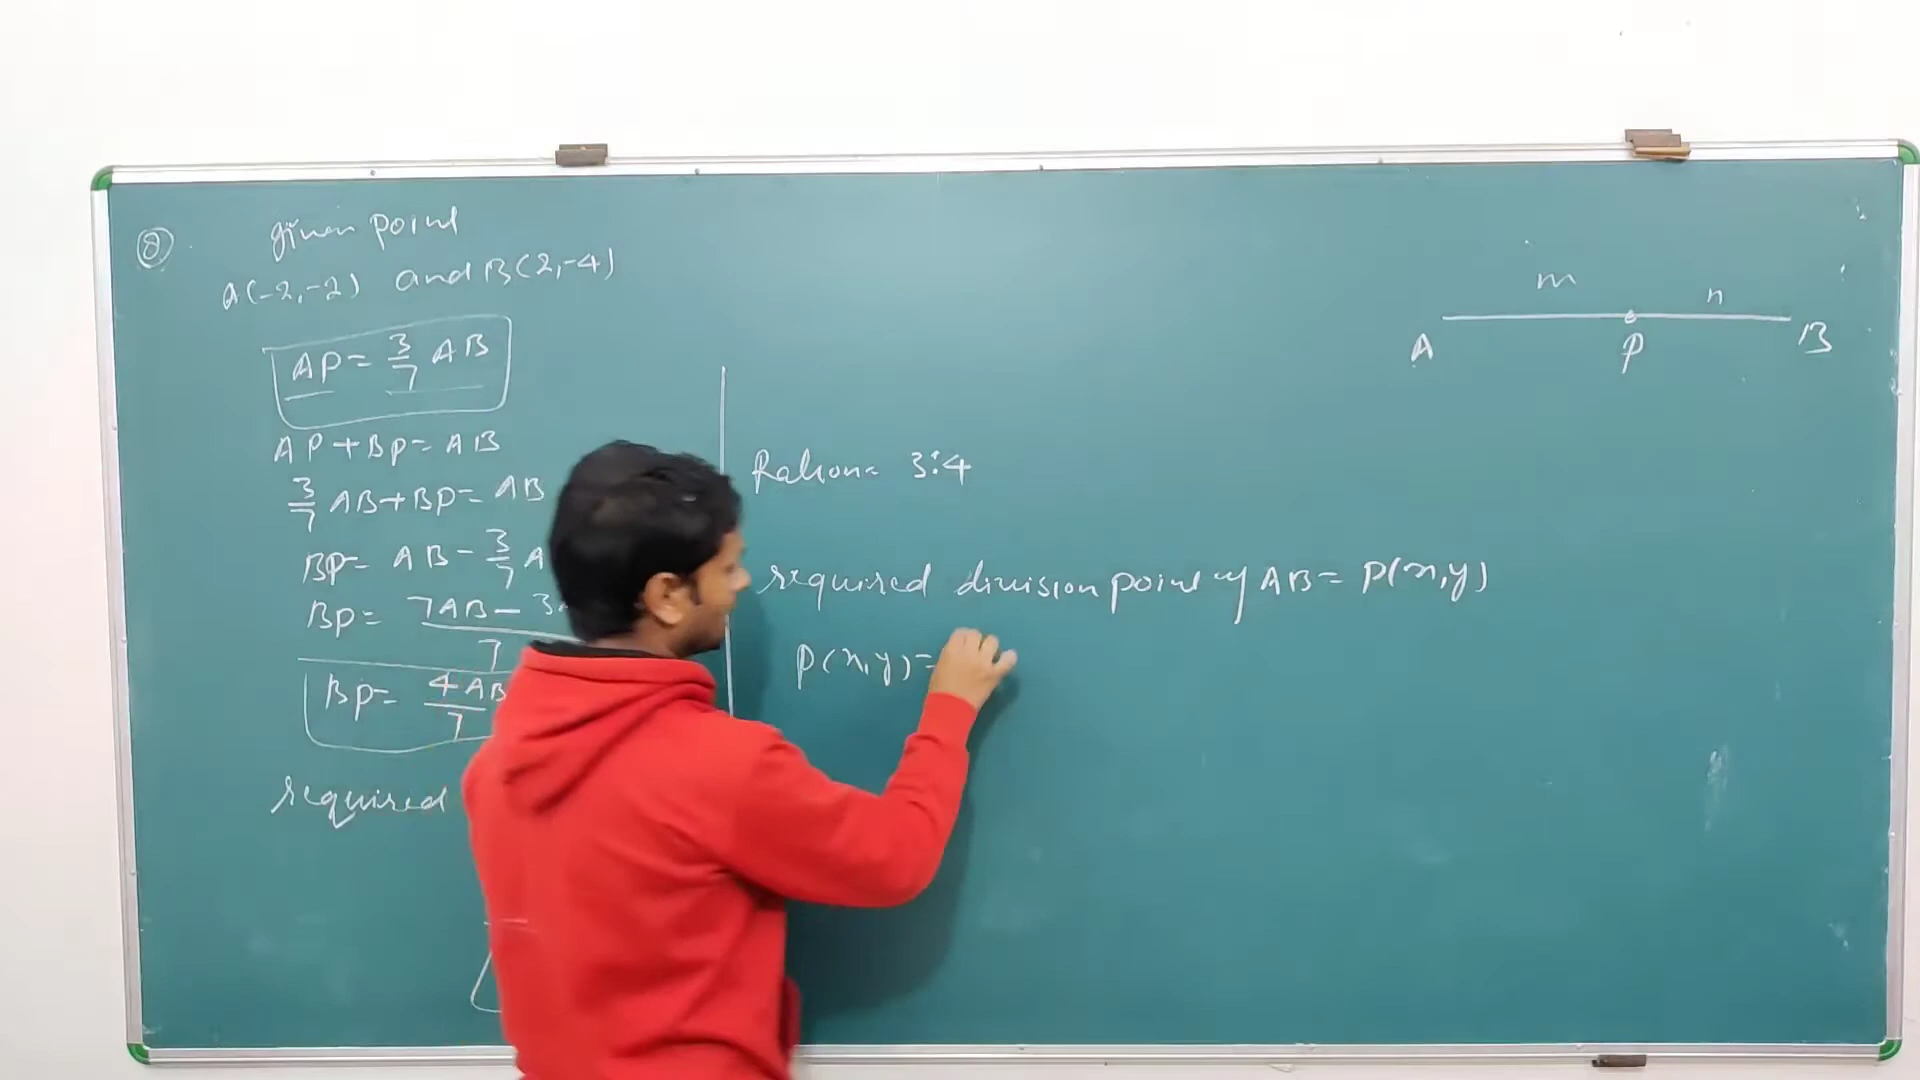 8 given point
A(-2,-2) and B(2,-4)
AP = 3/7 AB
AP + BP = AB
3/7 AB + BP = AB
BP = AB - 3/7 A
BP = 7AB - 3 / 7
BP = 4AB / 7
required
= 3:4
required division point of AB = P(x,y)
P(x,y) =
m n
A P B